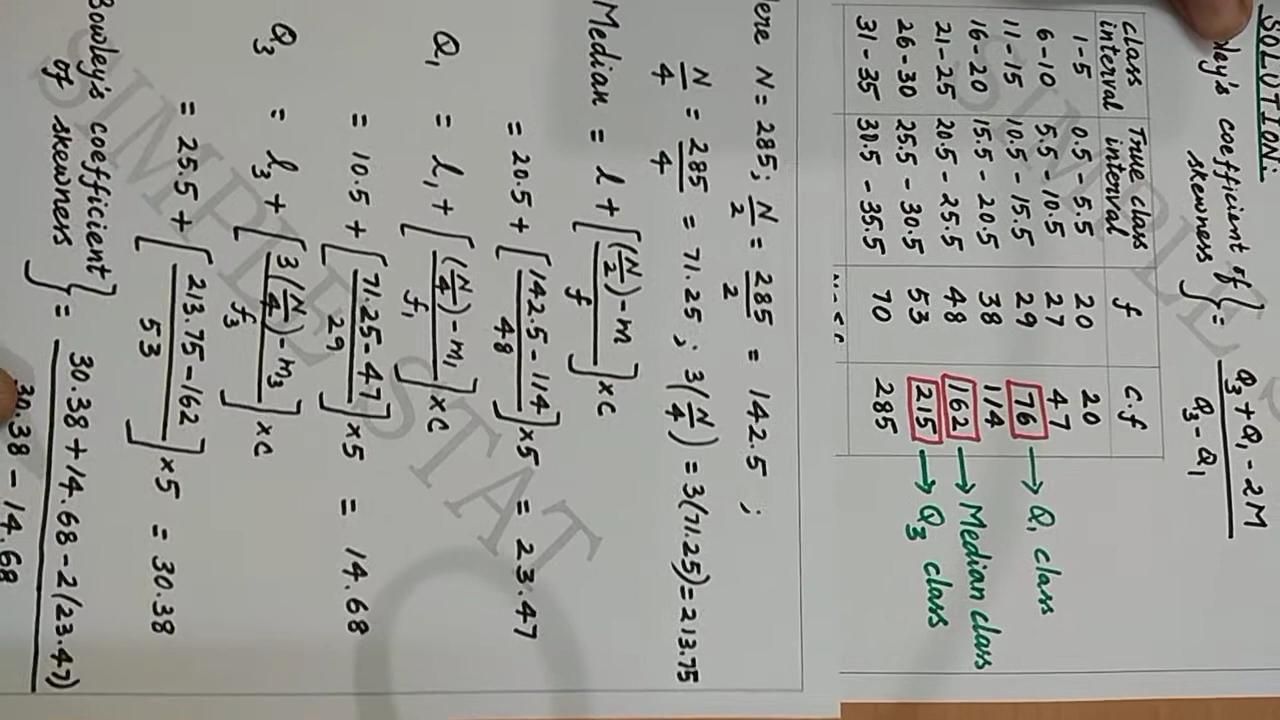 SOLUTION:
ley's coefficient of skewness } = Q3 + Q1 - 2M / Q3 - Q1
class interval True class interval f c.f
1-5 0.5 - 5.5 20 20
6-10 5.5 - 10.5 27 47
11-15 10.5 - 15.5 29 76 → Q1 class
16-20 15.5 - 20.5 38 114
21-25 20.5 - 25.5 48 162 → Median class
26-30 25.5 - 30.5 53 215 → Q3 class
31-35 30.5 - 35.5 70 285
ere N = 285; N/2 = 285/2 = 142.5 ;
N/4 = 285/4 = 71.25 ; 3(N/4) = 3(71.25) = 213.75
Median = l + [(N/2) - m / f] × c
= 20.5 + [142.5 - 114 / 48] × 5 = 23.47
Q1 = l1 + [(N/4) - m1 / f1] × c
= 10.5 + [71.25 - 47 / 29] × 5 = 14.68
Q3 = l3 + [3(N/4) - m3 / f3] × c
= 25.5 + [213.75 - 162 / 53] × 5 = 30.38
Bowley's coefficient of skewness } = 30.38 + 14.68 - 2(23.47) / 30.38 - 14.68
SIMPLE STAT
SIMPLE